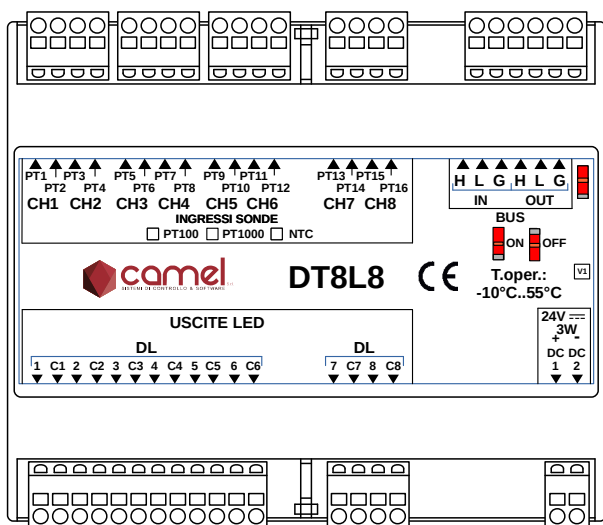 PT1 PT3 PT5 PT7 PT9 PT11 PT13 PT15
PT2 PT4 PT6 PT8 PT10 PT12 PT14 PT16
CH1 CH2 CH3 CH4 CH5 CH6 CH7 CH8
INGRESSI SONDE
PT100 PT1000 NTC
H L G H L G
IN OUT
BUS
ON OFF
camel
SISTEMI DI CONTROLLO & SOFTWARE
DT8L8
CE
T.oper.:
-10°C..55°C
V1
USCITE LED
DL DL
1 C1 2 C2 3 C3 4 C4 5 C5 6 C6 7 C7 8 C8
24V
3W
+ -
DC DC
1 2